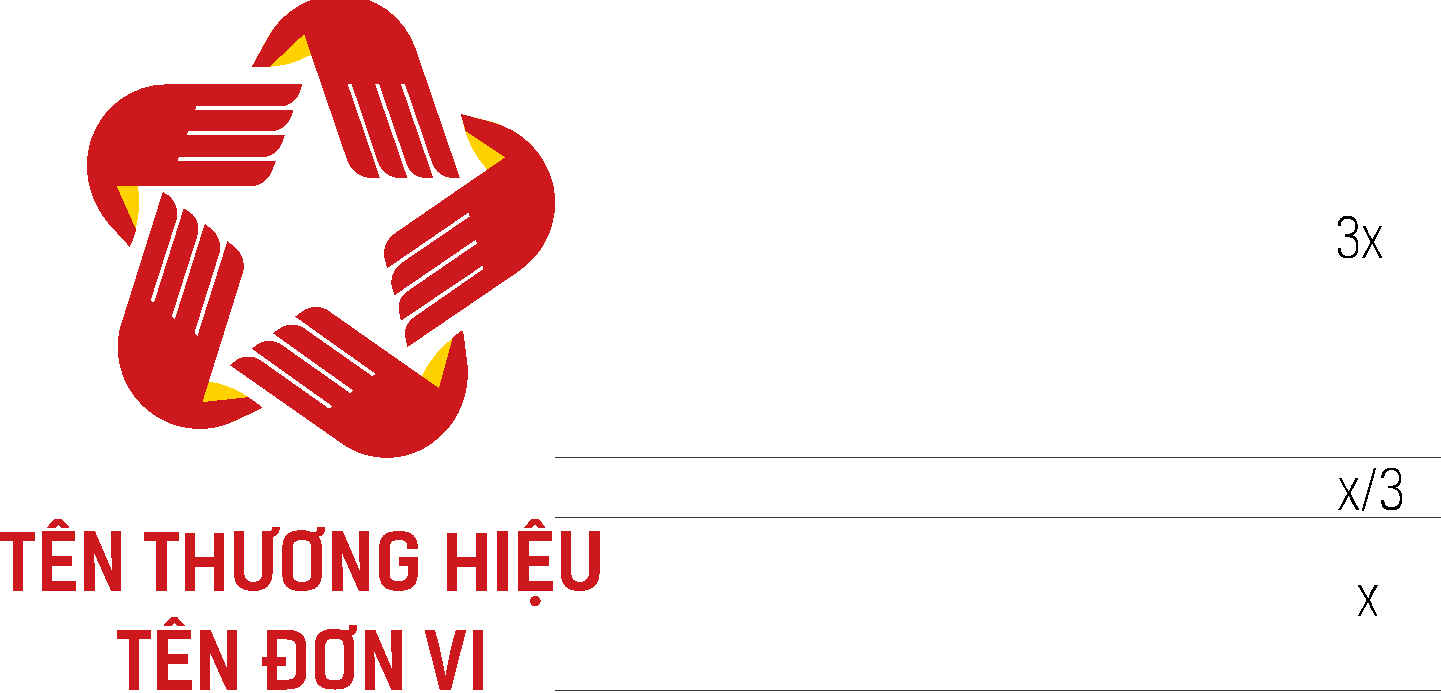 3x
x/3
TÊN THƯƠNG HIỆU
x
TÊN ĐƠN VI